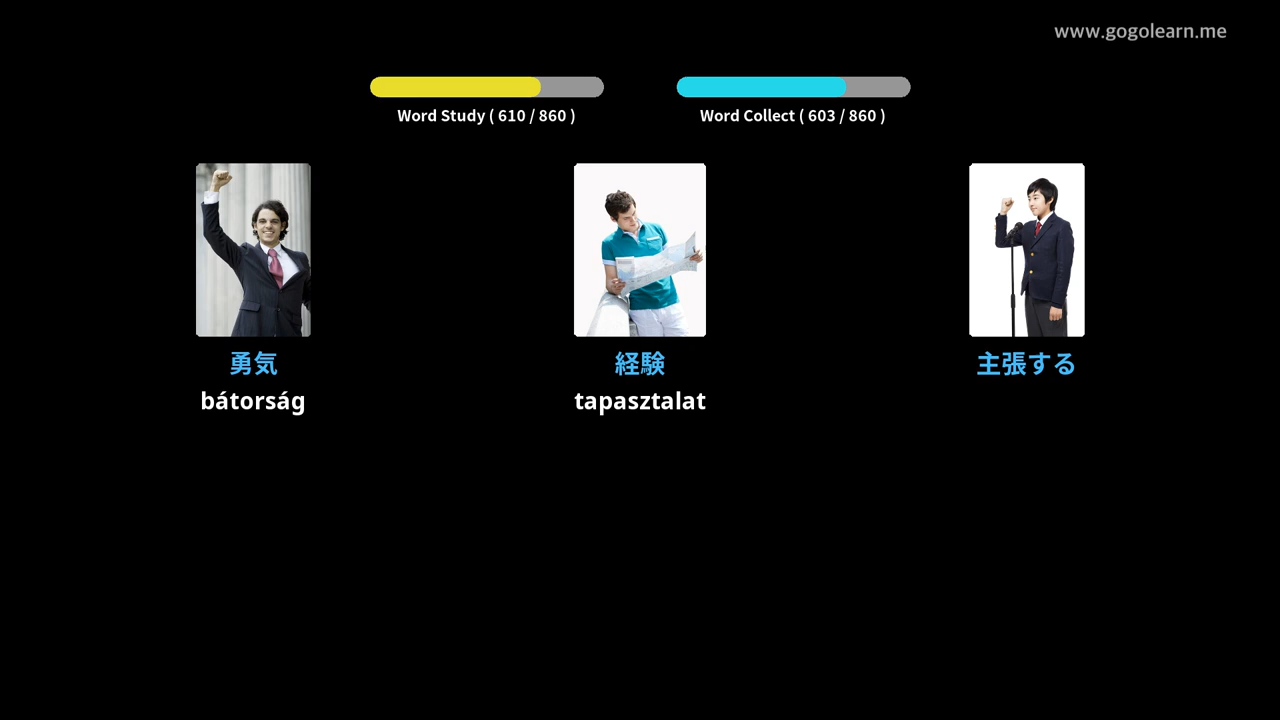 www.gogolearn.me
Word Study ( 610 / 860 )
Word Collect ( 603 / 860 )
勇気
経験
主張する
bátorság
tapasztalat